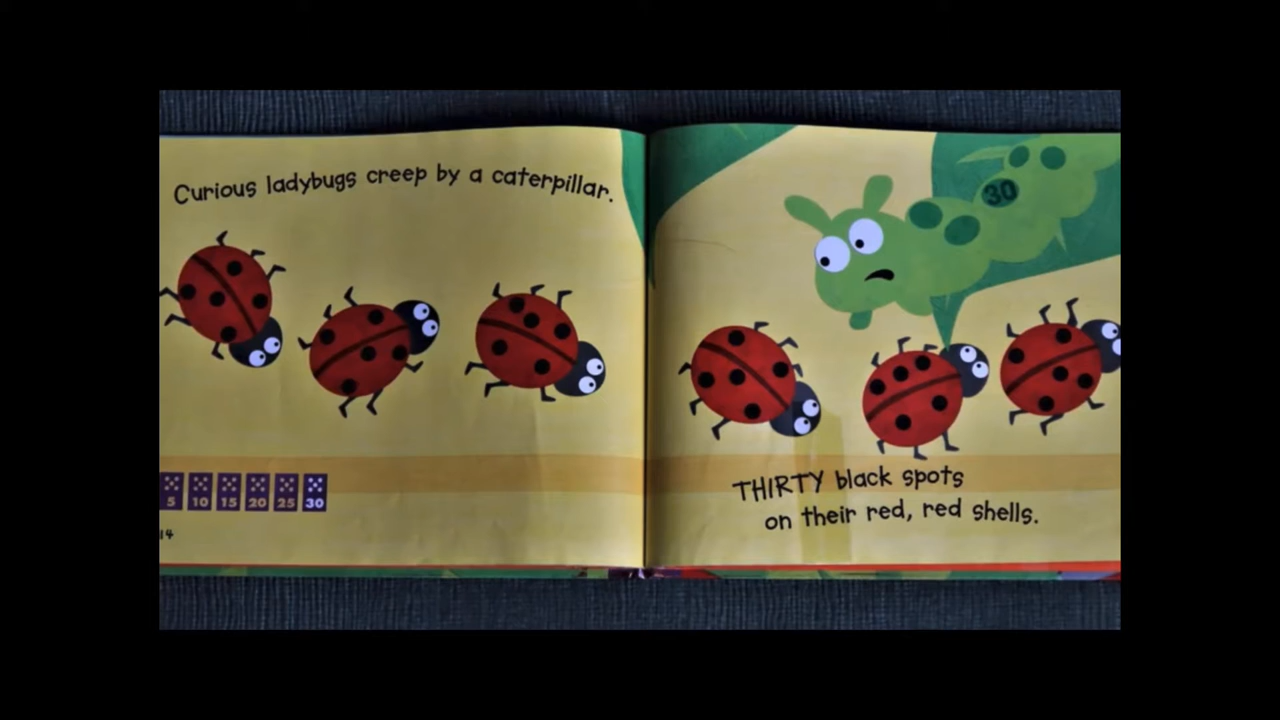 Curious ladybugs creep by a caterpillar.
30
5 10 15 20 25 30
14
THIRTY black spots
on their red, red shells.